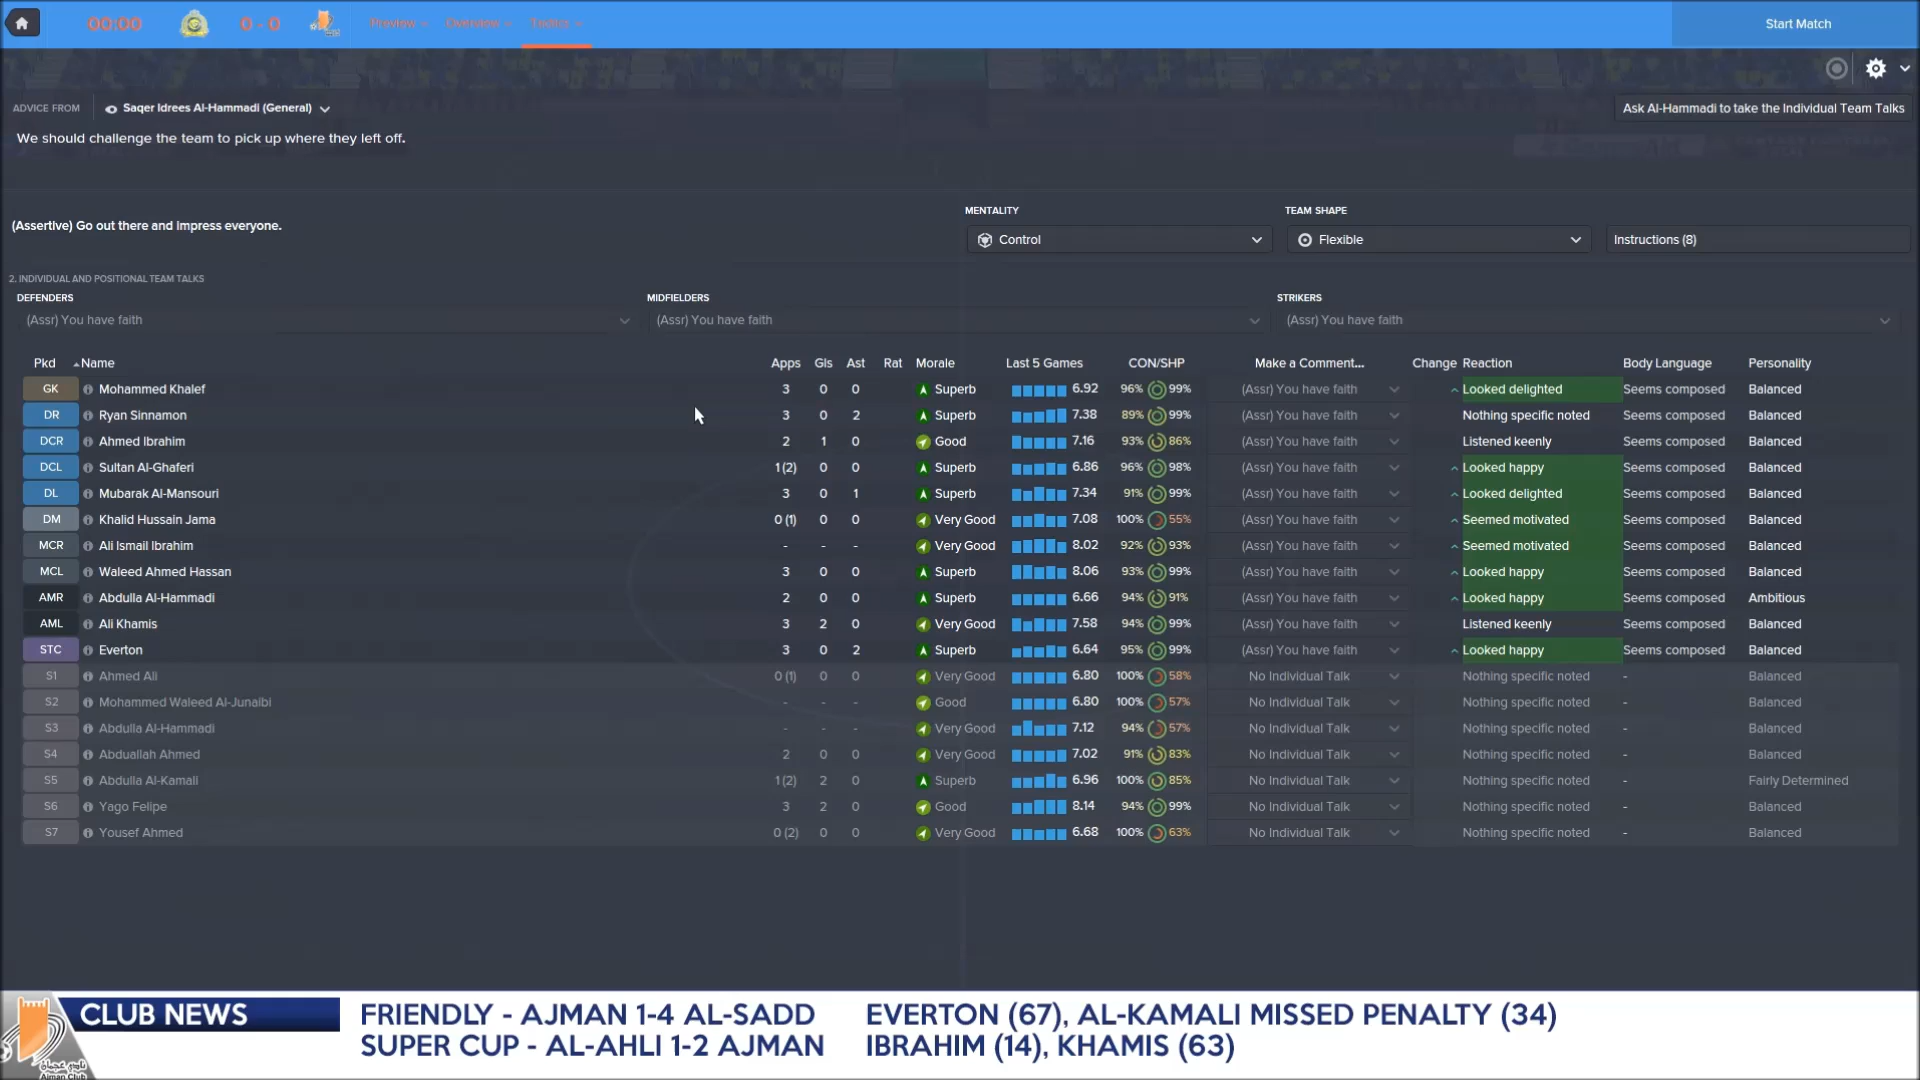 00:00 0 - 0 Preview Overview Tactics Start Match
ADVICE FROM Saqer Idrees Al-Hammadi (General) Ask Al-Hammadi to take the Individual Team Talks
We should challenge the team to pick up where they left off.
MENTALITY TEAM SHAPE
(Assertive) Go out there and impress everyone. Control Flexible Instructions (8)
2. INDIVIDUAL AND POSITIONAL TEAM TALKS
DEFENDERS MIDFIELDERS STRIKERS
(Assr) You have faith (Assr) You have faith (Assr) You have faith
Pkd Name Apps Gls Ast Rat Morale Last 5 Games CON/SHP Make a Comment... Change Reaction Body Language Personality
GK Mohammed Khalef 3 0 0 Superb 6.92 96% 99% (Assr) You have faith Looked delighted Seems composed Balanced
DR Ryan Sinnamon 3 0 2 Superb 7.38 89% 99% (Assr) You have faith Nothing specific noted Seems composed Balanced
DCR Ahmed Ibrahim 2 1 0 Good 7.16 93% 86% (Assr) You have faith Listened keenly Seems composed Balanced
DCL Sultan Al-Ghaferi 1 (2) 0 0 Superb 6.86 96% 98% (Assr) You have faith Looked happy Seems composed Balanced
DL Mubarak Al-Mansouri 3 0 1 Superb 7.34 91% 99% (Assr) You have faith Looked delighted Seems composed Balanced
DM Khalid Hussain Jama 0 (1) 0 0 Very Good 7.08 100% 55% (Assr) You have faith Seemed motivated Seems composed Balanced
MCR Ali Ismail Ibrahim - - - Very Good 8.02 92% 93% (Assr) You have faith Seemed motivated Seems composed Balanced
MCL Waleed Ahmed Hassan 3 0 0 Superb 8.06 93% 99% (Assr) You have faith Looked happy Seems composed Balanced
AMR Abdulla Al-Hammadi 2 0 0 Superb 6.66 94% 91% (Assr) You have faith Looked happy Seems composed Ambitious
AML Ali Khamis 3 2 0 Very Good 7.58 94% 99% (Assr) You have faith Listened keenly Seems composed Balanced
STC Everton 3 0 2 Superb 6.64 95% 99% (Assr) You have faith Looked happy Seems composed Balanced
S1 Ahmed Ali 0 (1) 0 0 Very Good 6.80 100% 58% No Individual Talk Nothing specific noted - Balanced
S2 Mohammed Waleed Al-Junaibi - - - Good 6.80 100% 57% No Individual Talk Nothing specific noted - Balanced
S3 Abdulla Al-Hammadi - - - Very Good 7.12 94% 57% No Individual Talk Nothing specific noted - Balanced
S4 Abduallah Ahmed 2 0 0 Very Good 7.02 91% 83% No Individual Talk Nothing specific noted - Balanced
S5 Abdulla Al-Kamali 1 (2) 2 0 Superb 6.96 100% 85% No Individual Talk Nothing specific noted - Fairly Determined
S6 Yago Felipe 3 2 0 Good 8.14 94% 99% No Individual Talk Nothing specific noted - Balanced
S7 Yousef Ahmed 0 (2) 0 0 Very Good 6.68 100% 63% No Individual Talk Nothing specific noted - Balanced
CLUB NEWS FRIENDLY - AJMAN 1-4 AL-SADD EVERTON (67), AL-KAMALI MISSED PENALTY (34)
SUPER CUP - AL-AHLI 1-2 AJMAN IBRAHIM (14), KHAMIS (63)
Ajman Club